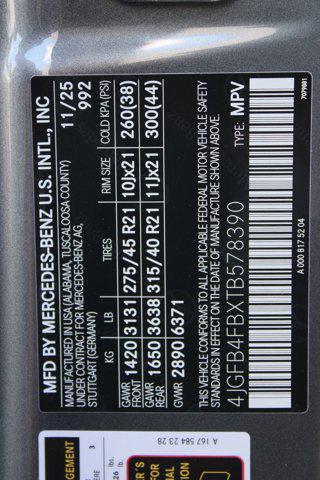 MFD BY MERCEDES-BENZ U.S. INTL., INC
11/25
MANUFACTURED IN USA (ALABAMA, TUSCALOOSA COUNTY)
992
UNDER CONTRACT FOR MERCEDES-BENZ AG,
STUTTGART (GERMANY)
KG LB TIRES RIM SIZE COLD KPA(PSI)
GAWR FRONT 1420 3131 275/45 R21 10Jx21 260(38)
GAWR REAR 1650 3638 315/40 R21 11Jx21 300(44)
GVWR 2890 6371
THIS VEHICLE CONFORMS TO ALL APPLICABLE FEDERAL MOTOR VEHICLE SAFETY
STANDARDS IN EFFECT ON THE DATE OF MANUFACTURE SHOWN ABOVE.
4JGFB4FBXTB578390 TYPE: MPV
A 000 817 52 04
7079881
A 167 584 23 28